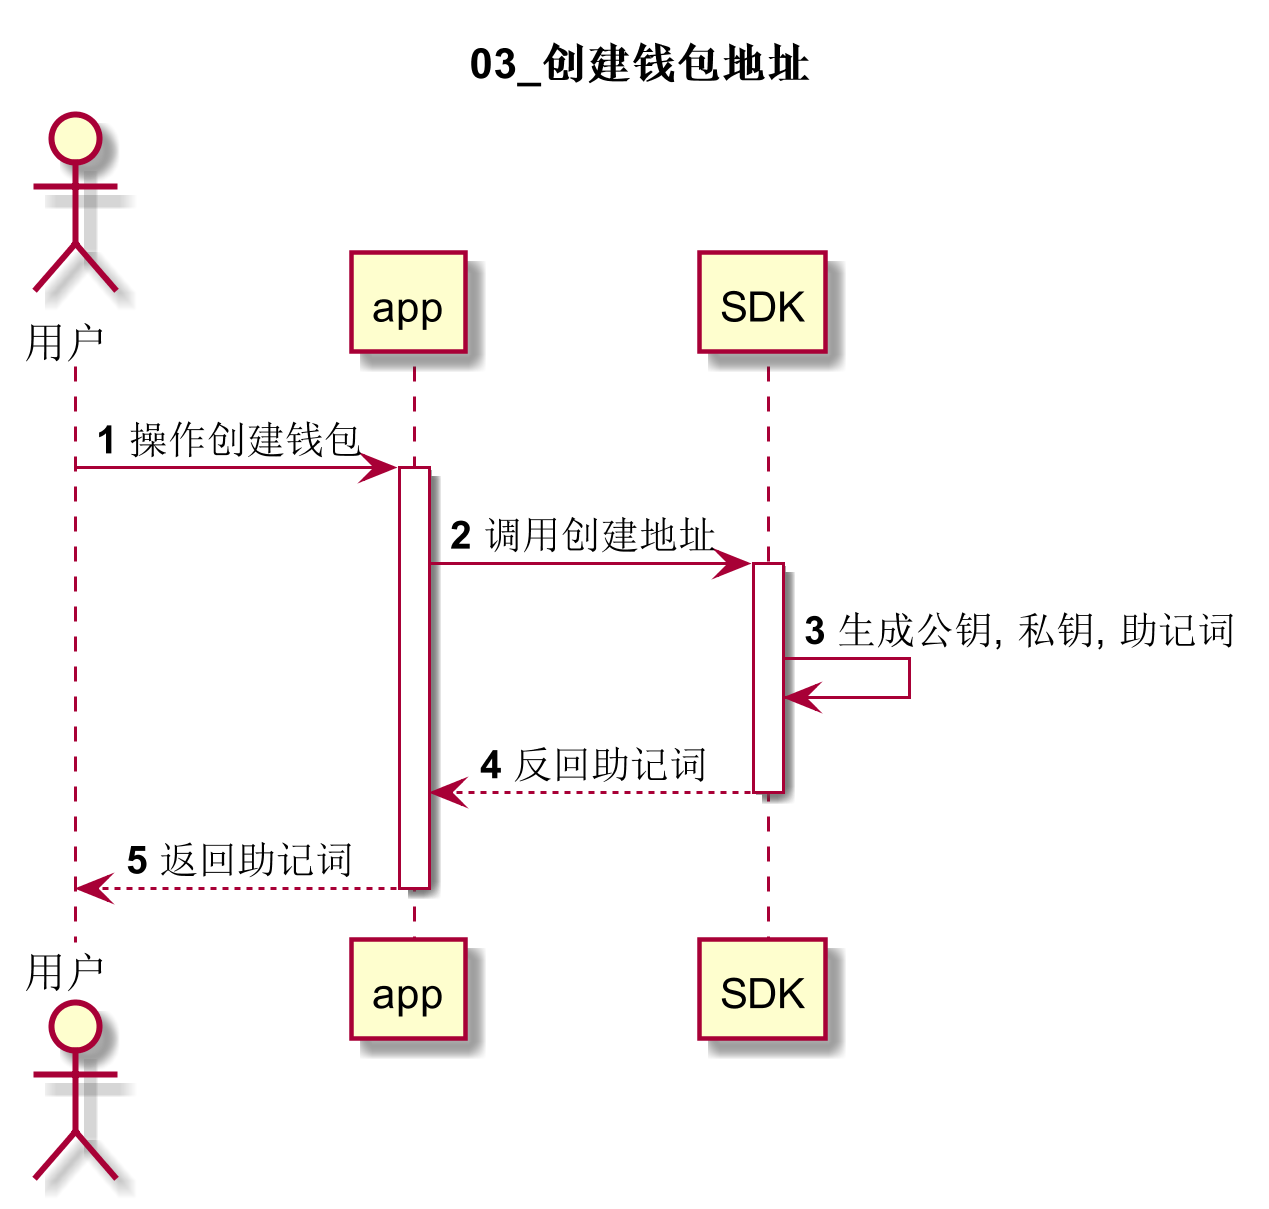 03_创建钱包地址
用户
app
SDK
1 操作创建钱包
2 调用创建地址
3 生成公钥, 私钥, 助记词
4 反回助记词
5 返回助记词
用户
app
SDK